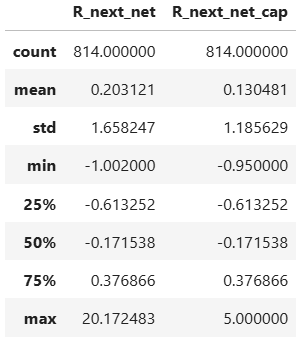 R_next_net R_next_net_cap
count 814.000000 814.000000
mean 0.203121 0.130481
std 1.658247 1.185629
min -1.002000 -0.950000
25% -0.613252 -0.613252
50% -0.171538 -0.171538
75% 0.376866 0.376866
max 20.172483 5.000000